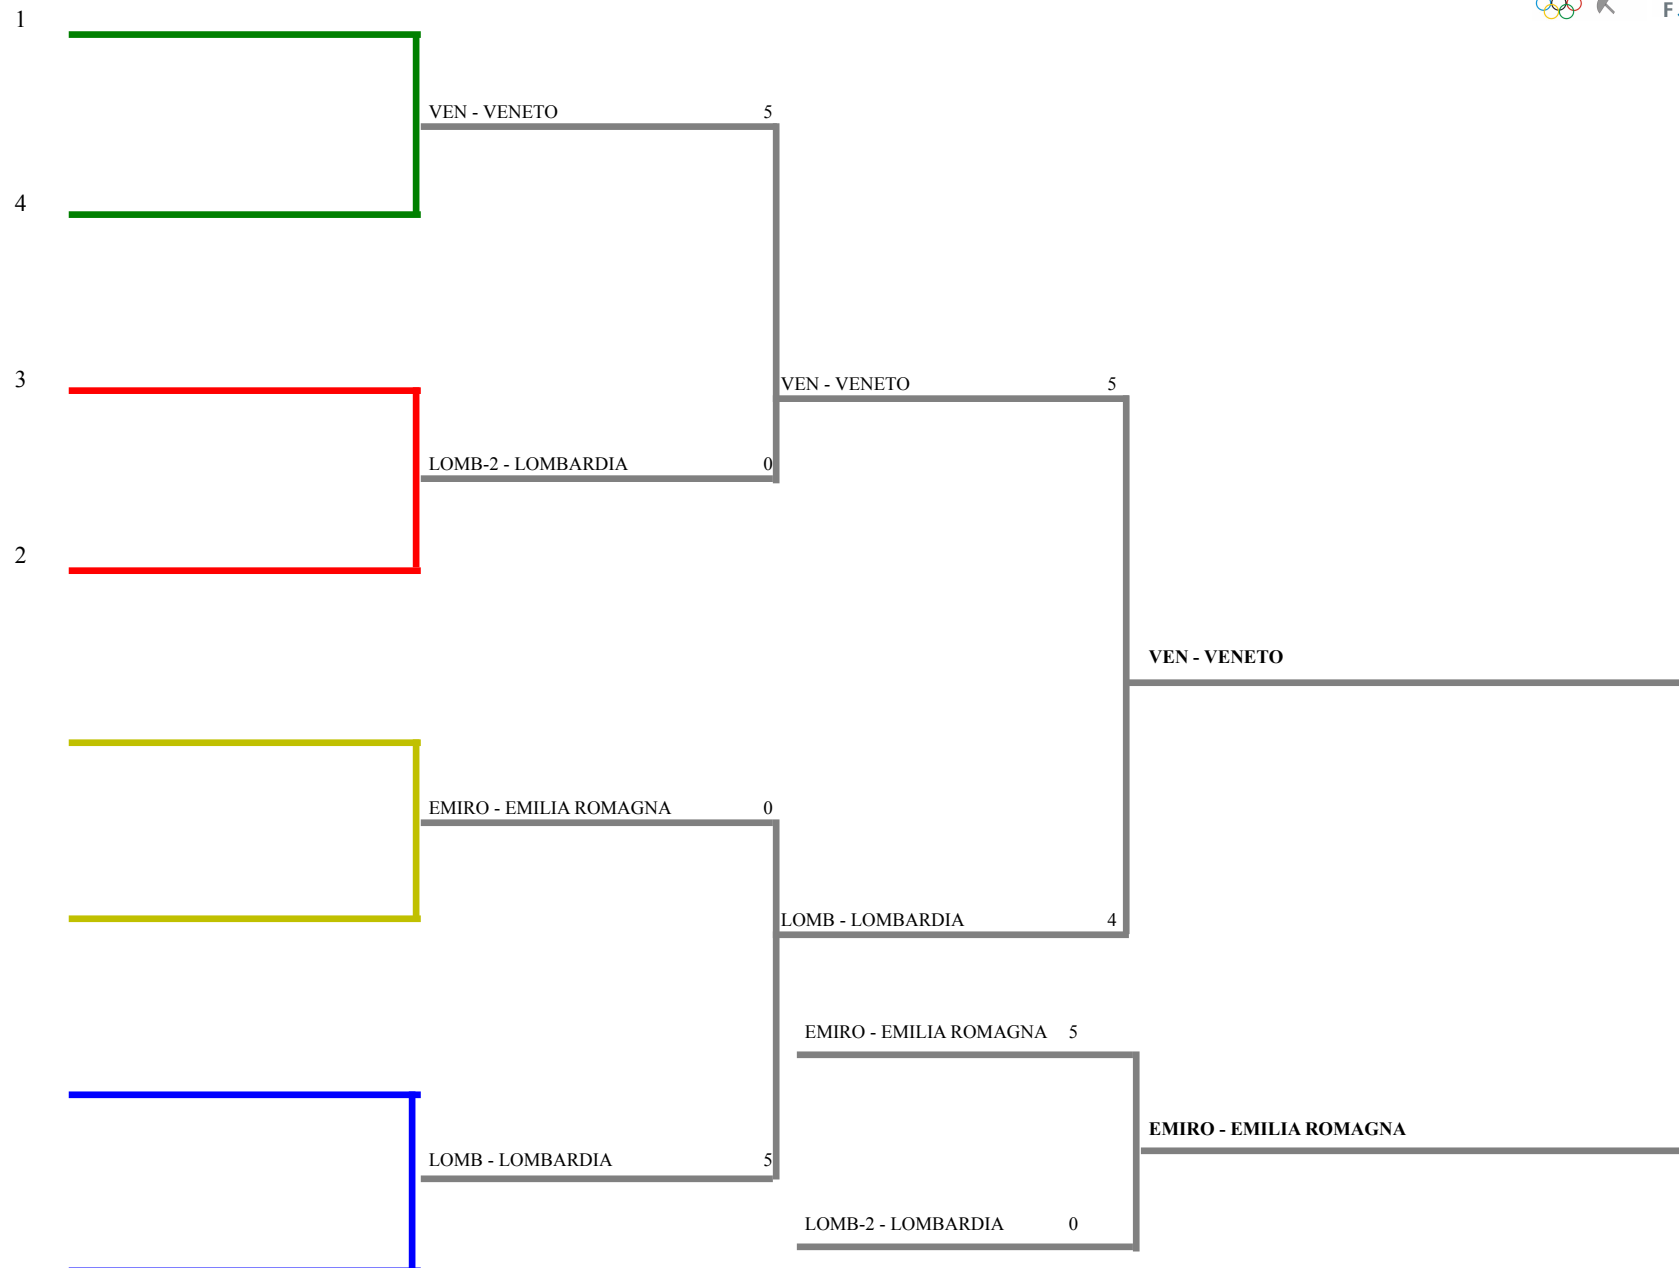 1
F
VEN - VENETO 5
4
3
VEN - VENETO 5
LOMB-2 - LOMBARDIA 0
2
VEN - VENETO
EMIRO - EMILIA ROMAGNA 0
LOMB - LOMBARDIA 4
EMIRO - EMILIA ROMAGNA 5
EMIRO - EMILIA ROMAGNA
LOMB - LOMBARDIA 5
LOMB-2 - LOMBARDIA 0